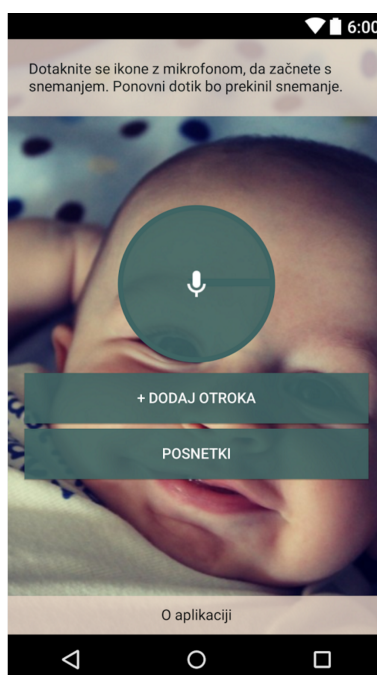 6:00
Dotaknite se ikone z mikrofonom, da začnete s
snemanjem. Ponovni dotik bo prekinil snemanje.
+ DODAJ OTROKA
POSNETKI
O aplikaciji